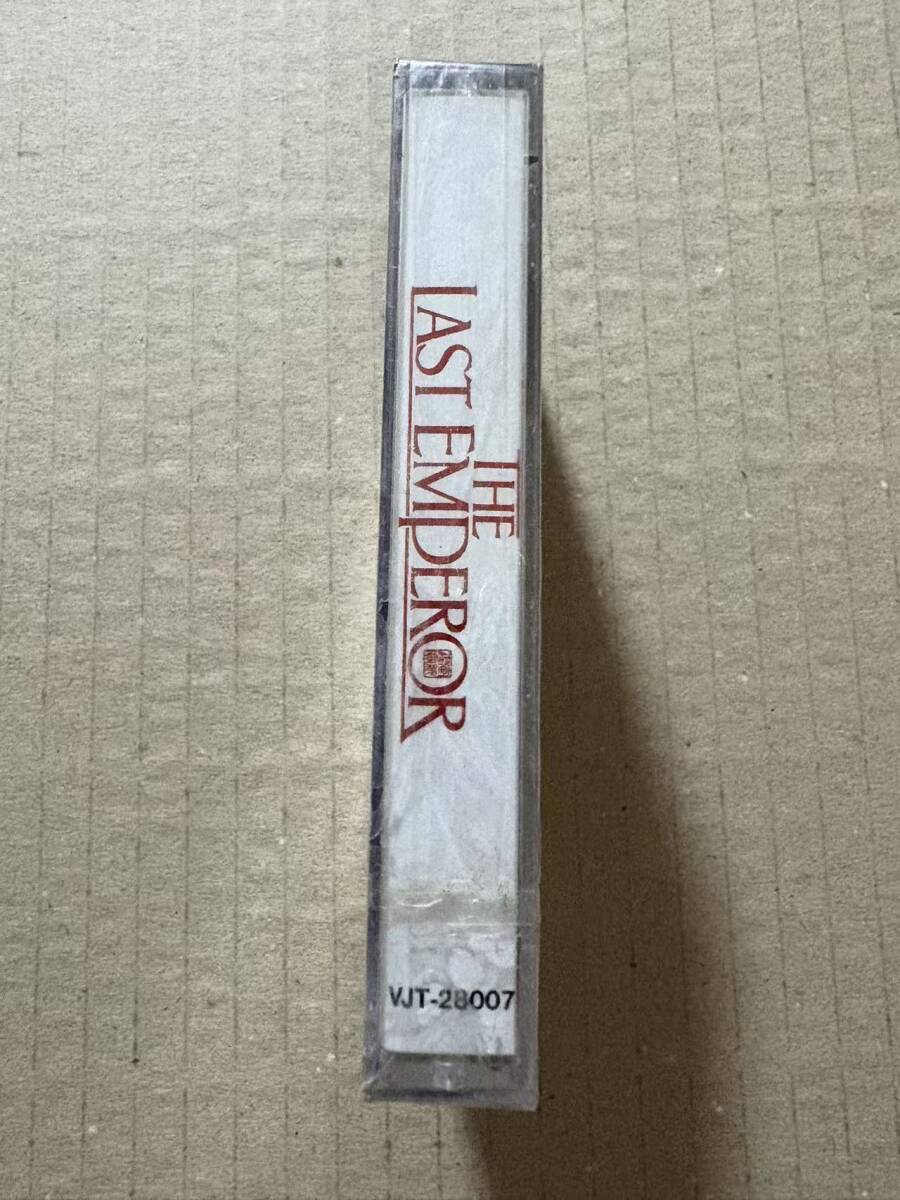 THE
LAST EMPEROR
VJT-28007